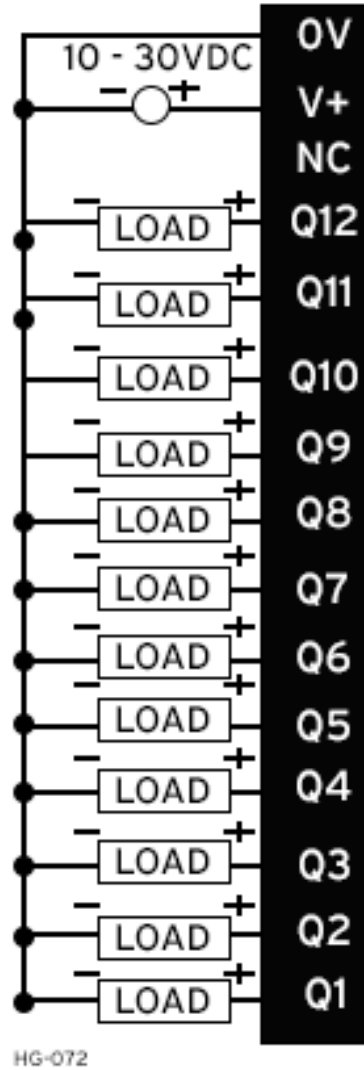 0V
10 - 30VDC
- + V+
NC
- LOAD + Q12
- LOAD + Q11
- LOAD + Q10
- LOAD + Q9
- LOAD + Q8
- LOAD + Q7
- LOAD + Q6
- LOAD + Q5
- LOAD + Q4
- LOAD + Q3
- LOAD + Q2
- LOAD + Q1
HG-072